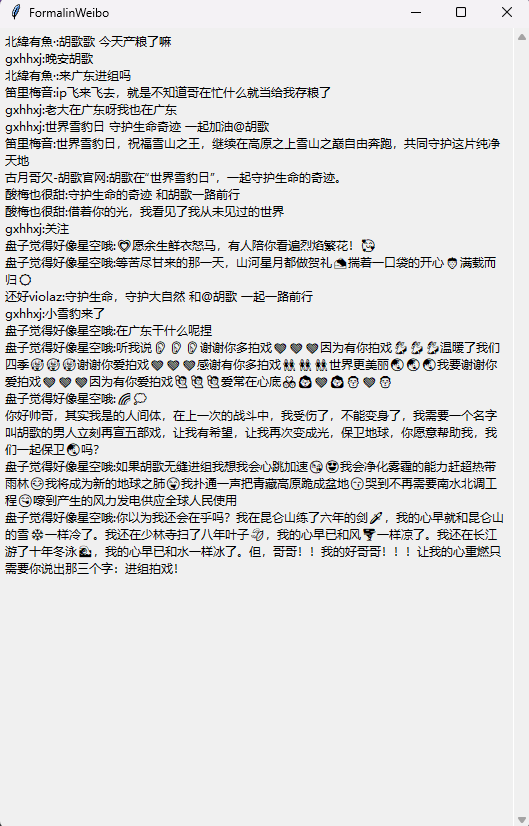 FormalinWeibo
北緯有魚·:胡歌歌 今天产粮了嘛
gxhhxj:晚安胡歌
北緯有魚·:来广东进组吗
笛里梅音:ip飞来飞去，就是不知道哥在忙什么就当给我存粮了
gxhhxj:老大在广东呀我也在广东
gxhhxj:世界雪豹日 守护生命奇迹 一起加油@胡歌
笛里梅音:世界雪豹日，祝福雪山之王，继续在高原之上雪山之巅自由奔跑，共同守护这片纯净
天地
古月哥欠-胡歌官网:胡歌在“世界雪豹日”，一起守护生命的奇迹。
酸梅也很甜:守护生命的奇迹 和胡歌一路前行
酸梅也很甜:借着你的光，我看见了我从未见过的世界
gxhhxj:关注
盘子觉得好像星空哦:💝愿余生鲜衣怒马，有人陪你看遍烈焰繁花！🥰
盘子觉得好像星空哦:等苦尽甘来的那一天，山河星月都做贺礼🏔揣着一口袋的开心👨满载而
归🌕
还好violaz:守护生命，守护大自然 和@胡歌 一起一路前行
gxhhxj:小雪豹来了
盘子觉得好像星空哦:在广东干什么呢捏
盘子觉得好像星空哦:听我说👂👂👂谢谢你多拍戏🧡🧡🧡因为有你拍戏💃💃💃温暖了我们
四季😝😝😝谢谢你爱拍戏🧡🧡🧡感谢有你多拍戏👭👭👭世界更美丽🌏🌏🌏我要谢谢你
爱拍戏💙💙💙因为有你爱拍戏🙋🙋🙋爱常在心底💑🙆💙🙆👨💙👨
盘子觉得好像星空哦:🌈💭
你好帅哥，其实我是的人间体，在上一次的战斗中，我受伤了，不能变身了，我需要一个名字
叫胡歌的男人立刻再宣五部戏，让我有希望，让我再次变成光，保卫地球，你愿意帮助我，我
们一起保卫🌏吗？
盘子觉得好像星空哦:如果胡歌无缝进组我想我会心跳加速😘😍我会净化雾霾的能力赶超热带
雨林😊我将成为新的地球之肺😜我扑通一声把青藏高原跪成盆地😙哭到不再需要南水北调工
程😋嚎到产生的风力发电供应全球人民使用
盘子觉得好像星空哦:你以为我还会在乎吗？我在昆仑山练了六年的剑🗡，我的心早就和昆仑山
的雪❄一样冷了。我还在少林寺扫了八年叶子🍂，我的心早已和风🌪一样凉了。我还在长江
游了十年冬泳🌊，我的心早已和水一样冰了。但，哥哥！！我的好哥哥！！！让我的心重燃只
需要你说出那三个字：进组拍戏！